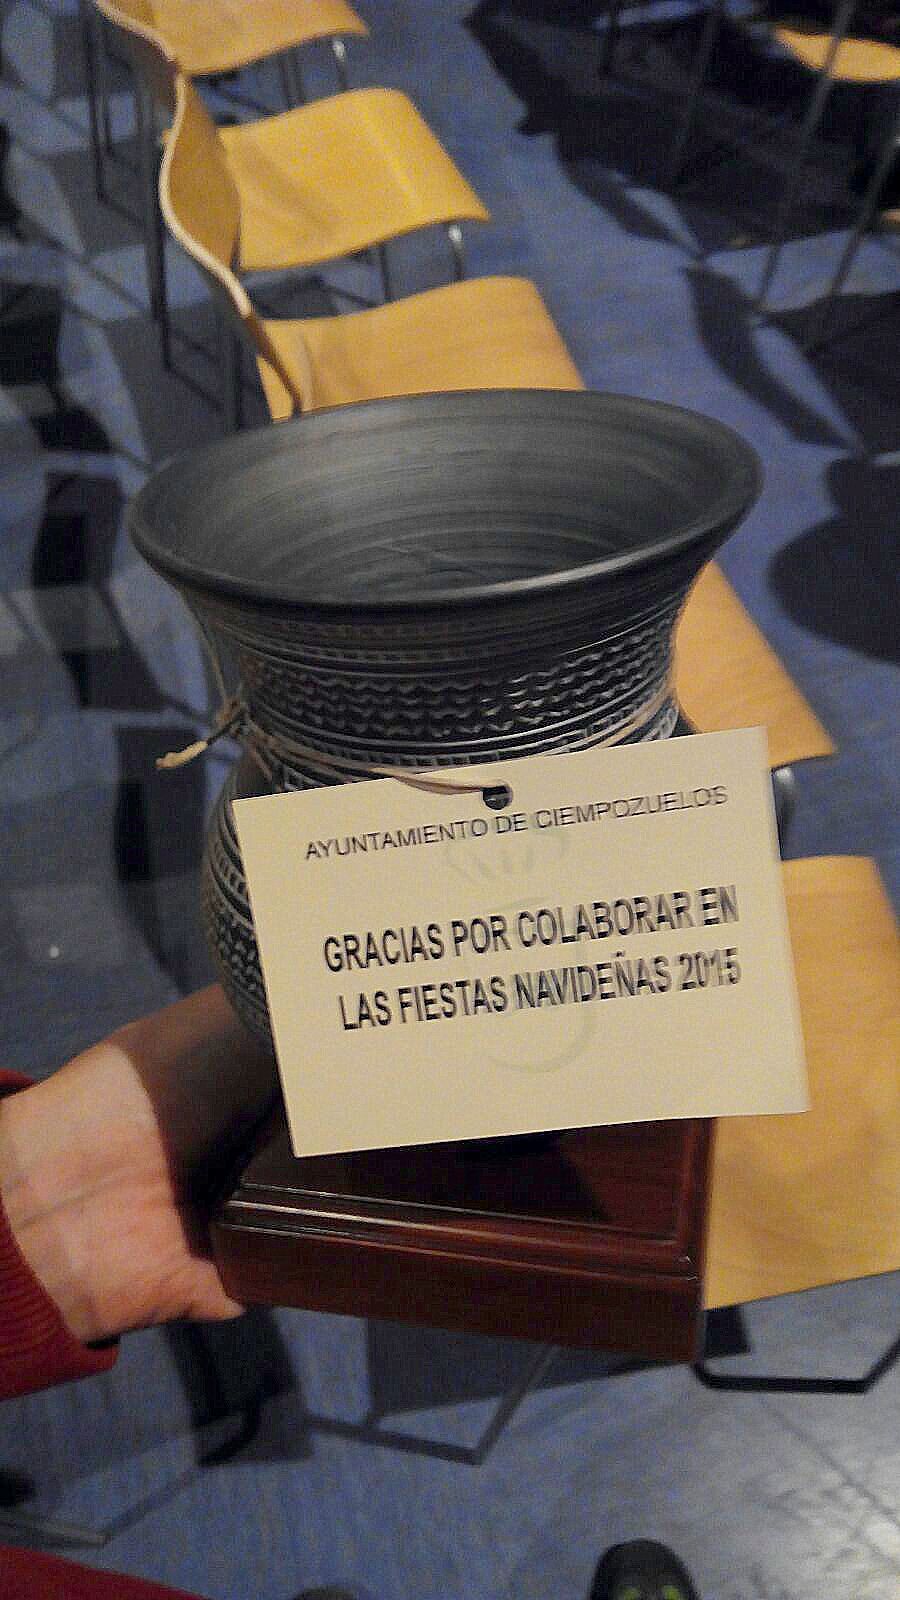 AYUNTAMIENTO DE CIEMPOZUELOS
GRACIAS POR COLABORAR EN
LAS FIESTAS NAVIDEÑAS 2015